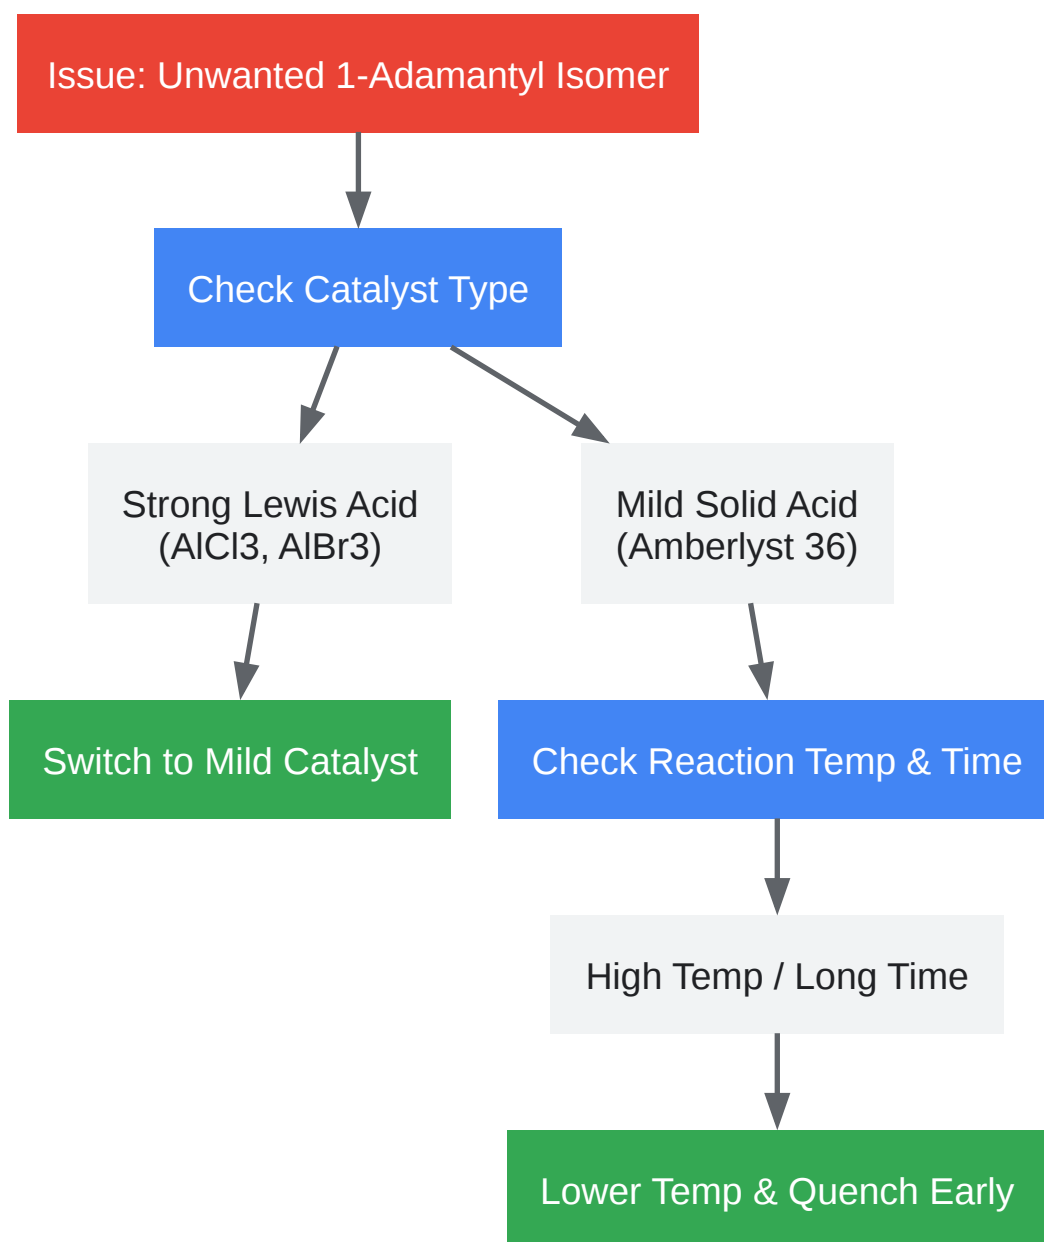 Issue: Unwanted 1-Adamantyl Isomer
Check Catalyst Type
Strong Lewis Acid
(AlCl3, AlBr3)
Mild Solid Acid
(Amberlyst 36)
Switch to Mild Catalyst
Check Reaction Temp & Time
High Temp / Long Time
Lower Temp & Quench Early